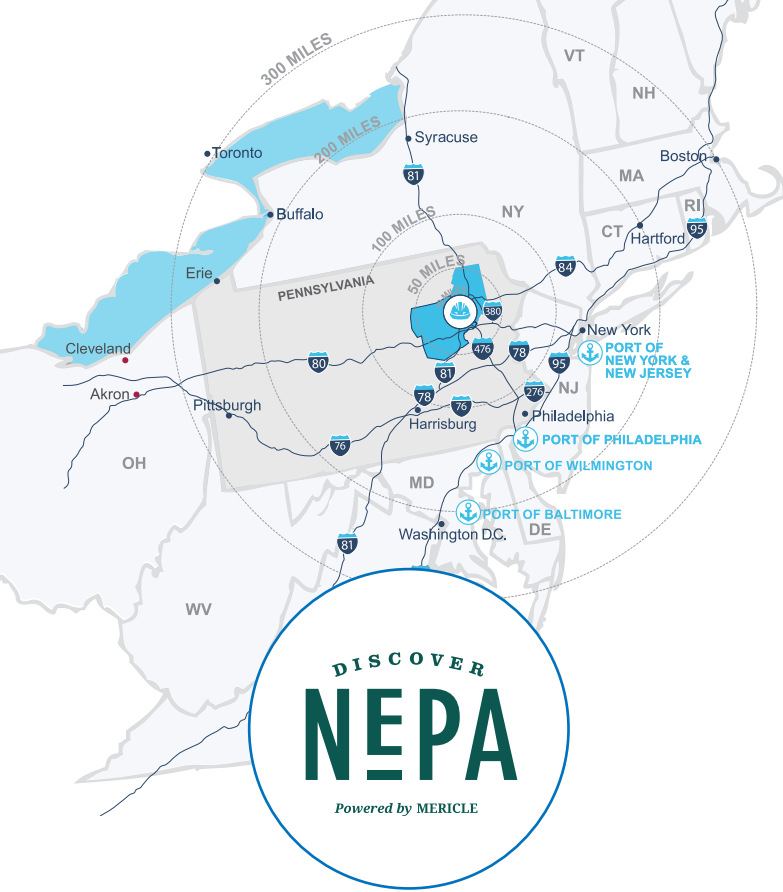 300 MILES
VT
NH
200 MILES
Syracuse
Toronto
Boston
81
MA
RI
100 MILES
NY
Buffalo
CT
95
Hartford
84
50 MILES
Erie
PENNSYLVANIA
380
New York
Cleveland
476
78
PORT OF
NEW YORK &
NEW JERSEY
80
95
81
Akron
78
276
NJ
Pittsburgh
76
Harrisburg
Philadelphia
76
PORT OF PHILADELPHIA
OH
PORT OF WILMINGTON
MD
PORT OF BALTIMORE
Washington D.C.
DE
81
WV
DISCOVER
NEPA
Powered by MERICLE